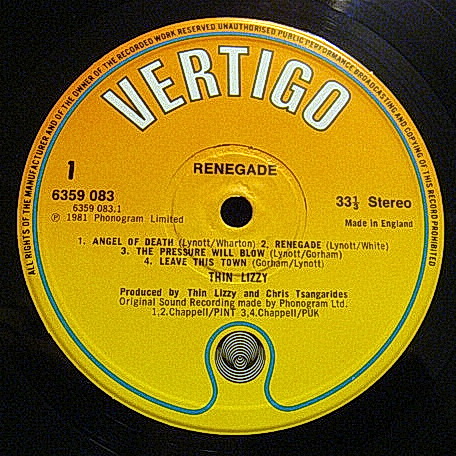 ALL RIGHTS OF THE MANUFACTURER AND OF THE OWNER OF THE RECORDED WORK RESERVED UNAUTHORISED PUBLIC PERFORMANCE BROADCASTING AND COPYING OF THIS RECORD PROHIBITED
VERTIGO
RENEGADE
1
6359 083
6359 083.1
℗ 1981 Phonogram Limited
33⅓ Stereo
Made in England
1. ANGEL OF DEATH (Lynott/Wharton) 2. RENEGADE (Lynott/White)
3. THE PRESSURE WILL BLOW (Lynott/Gorham)
4. LEAVE THIS TOWN (Gorham/Lynott)
THIN LIZZY
Produced by Thin Lizzy and Chris Tsangarides
Original Sound Recording made by Phonogram Ltd.
1,2.Chappell/PINT 3,4.Chappell/PUK